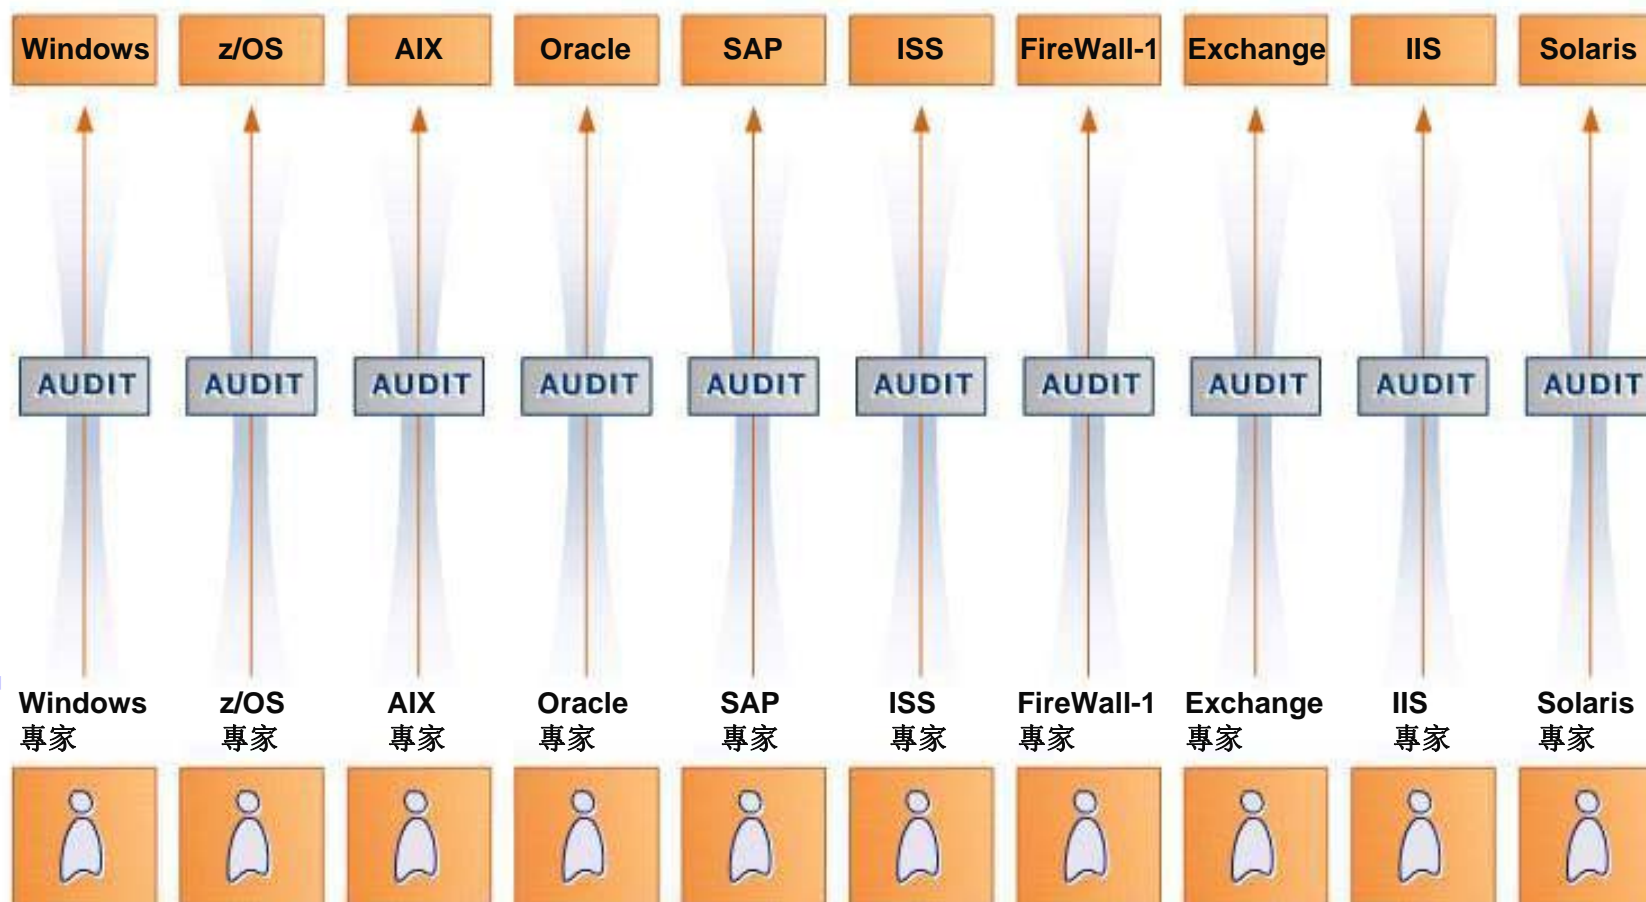 Windows z/OS AIX Oracle SAP ISS FireWall-1 Exchange IIS Solaris
AUDIT AUDIT AUDIT AUDIT AUDIT AUDIT AUDIT AUDIT AUDIT AUDIT
Windows z/OS AIX Oracle SAP ISS FireWall-1 Exchange IIS Solaris
專家 專家 專家 專家 專家 專家 專家 專家 專家 專家